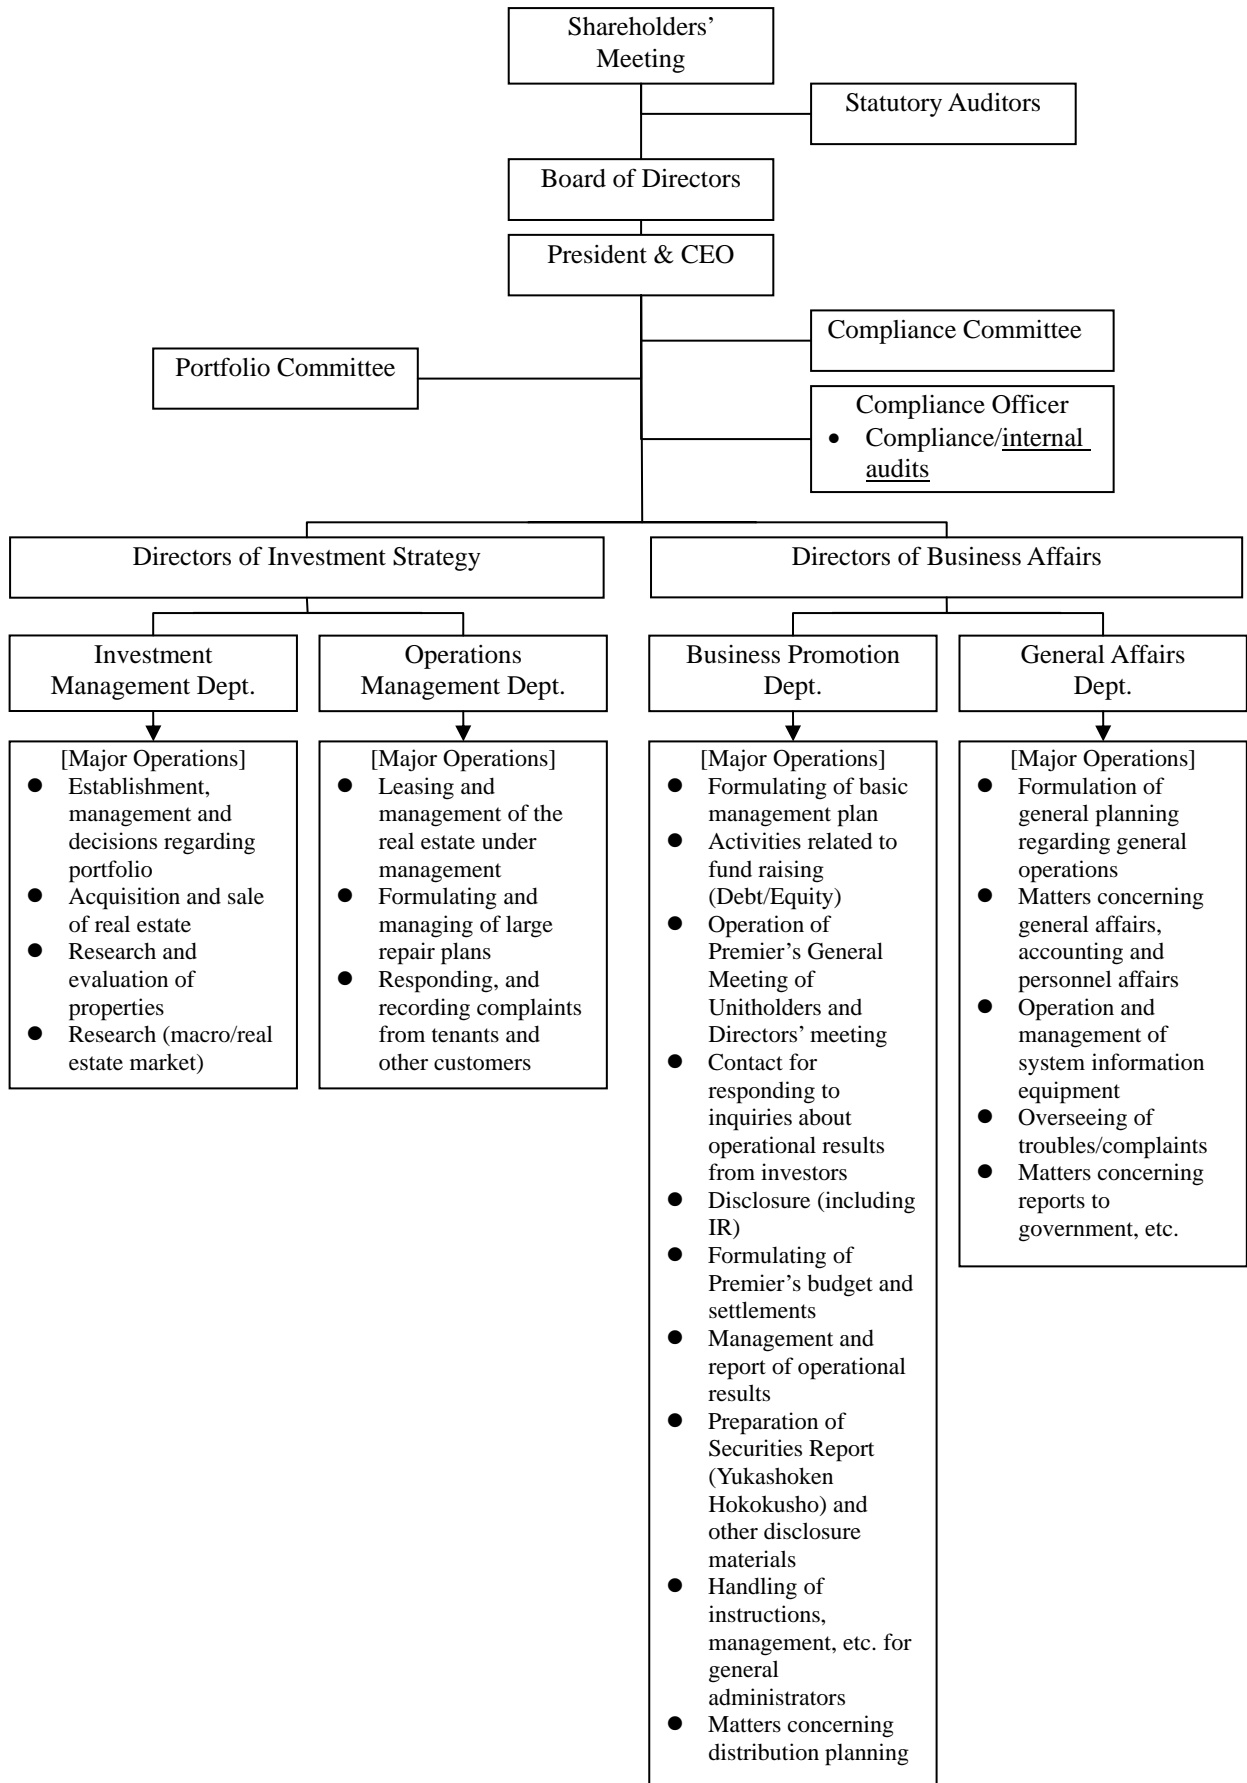 Shareholders’
Meeting
Statutory Auditors
Board of Directors
President & CEO
Compliance Committee
Portfolio Committee
Compliance Officer
• Compliance/internal
audits
Directors of Investment Strategy
Directors of Business Affairs
Investment
Management Dept.
Operations
Management Dept.
Business Promotion
Dept.
General Affairs
Dept.
[Major Operations]
● Establishment,
management and
decisions regarding
portfolio
● Acquisition and sale
of real estate
● Research and
evaluation of
properties
● Research (macro/real
estate market)
[Major Operations]
● Leasing and
management of the
real estate under
management
● Formulating and
managing of large
repair plans
● Responding, and
recording complaints
from tenants and
other customers
[Major Operations]
● Formulating of basic
management plan
● Activities related to
fund raising
(Debt/Equity)
● Operation of
Premier’s General
Meeting of
Unitholders and
Directors’ meeting
● Contact for
responding to
inquiries about
operational results
from investors
● Disclosure (including
IR)
● Formulating of
Premier’s budget and
settlements
● Management and
report of operational
results
● Preparation of
Securities Report
(Yukashoken
Hokokusho) and
other disclosure
materials
● Handling of
instructions,
management, etc. for
general
administrators
● Matters concerning
distribution planning
[Major Operations]
● Formulation of
general planning
regarding general
operations
● Matters concerning
general affairs,
accounting and
personnel affairs
● Operation and
management of
system information
equipment
● Overseeing of
troubles/complaints
● Matters concerning
reports to
government, etc.